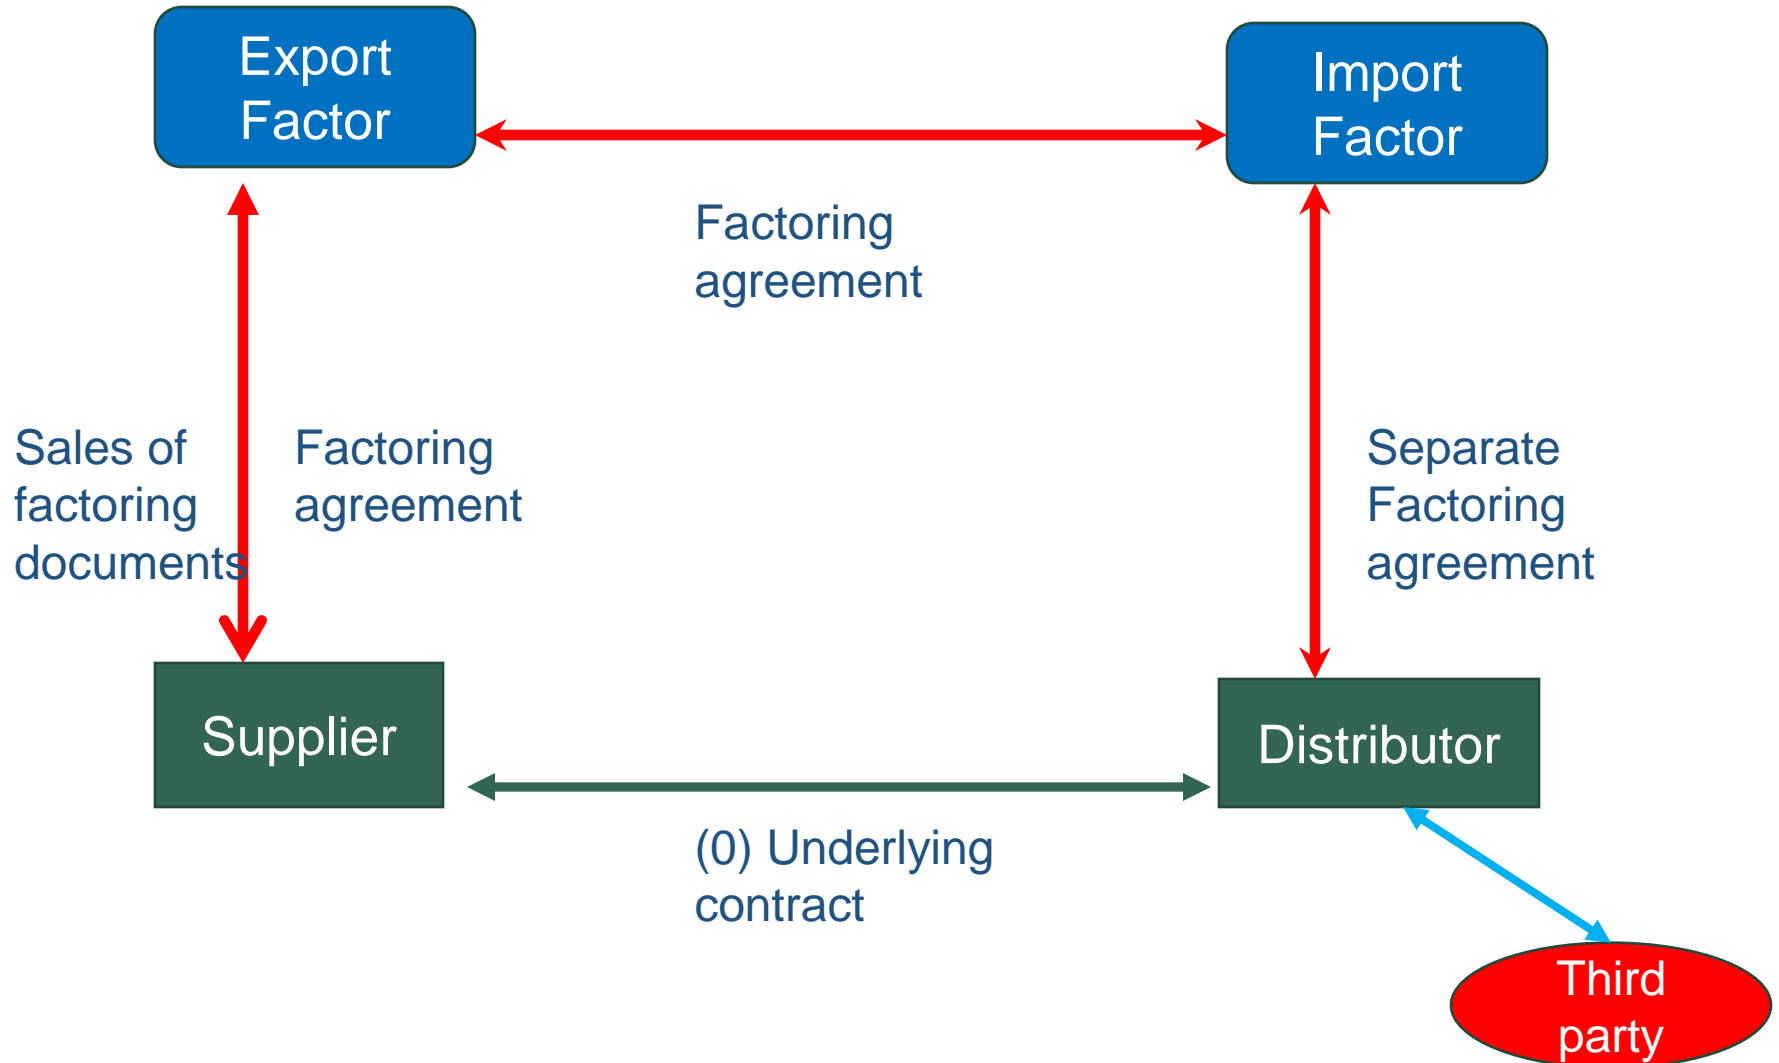 Export
Factor
Import
Factor
Factoring
agreement
Sales of
factoring
documents
Factoring
agreement
Separate
Factoring
agreement
Supplier
Distributor
(0) Underlying
contract
Third
party